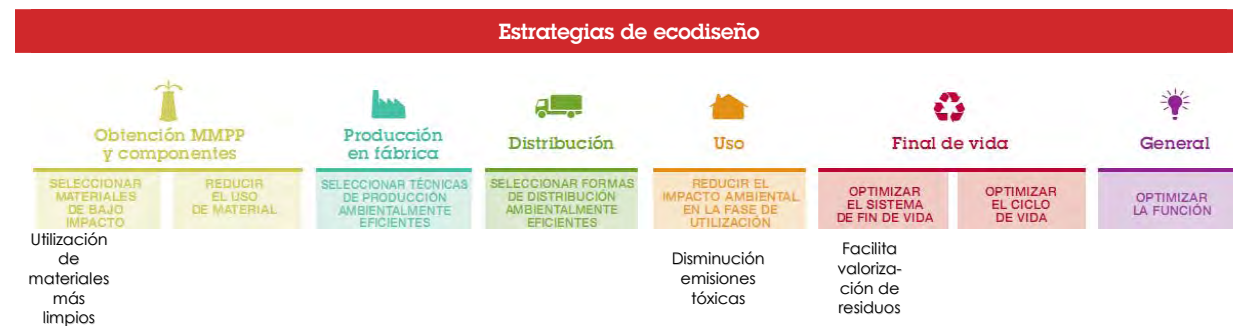 Estrategias de ecodiseño
Obtención MMPP
y componentes
Producción
en fábrica
Distribución
Uso
Final de vida
General
SELECCIONAR
MATERIALES
DE BAJO
IMPACTO
REDUCIR
EL USO
DE MATERIAL
SELECCIONAR TÉCNICAS
DE PRODUCCIÓN
AMBIENTALMENTE
EFICIENTES
SELECCIONAR FORMAS
DE DISTRIBUCIÓN
AMBIENTALMENTE
EFICIENTES
REDUCIR EL
IMPACTO AMBIENTAL
EN LA FASE DE
UTILIZACIÓN
OPTIMIZAR
EL SISTEMA
DE FIN DE VIDA
OPTIMIZAR
EL CICLO
DE VIDA
OPTIMIZAR
LA FUNCIÓN
Utilización
de
materiales
más
limpios
Disminución
emisiones
tóxicas
Facilita
valoriza-
ción de
residuos